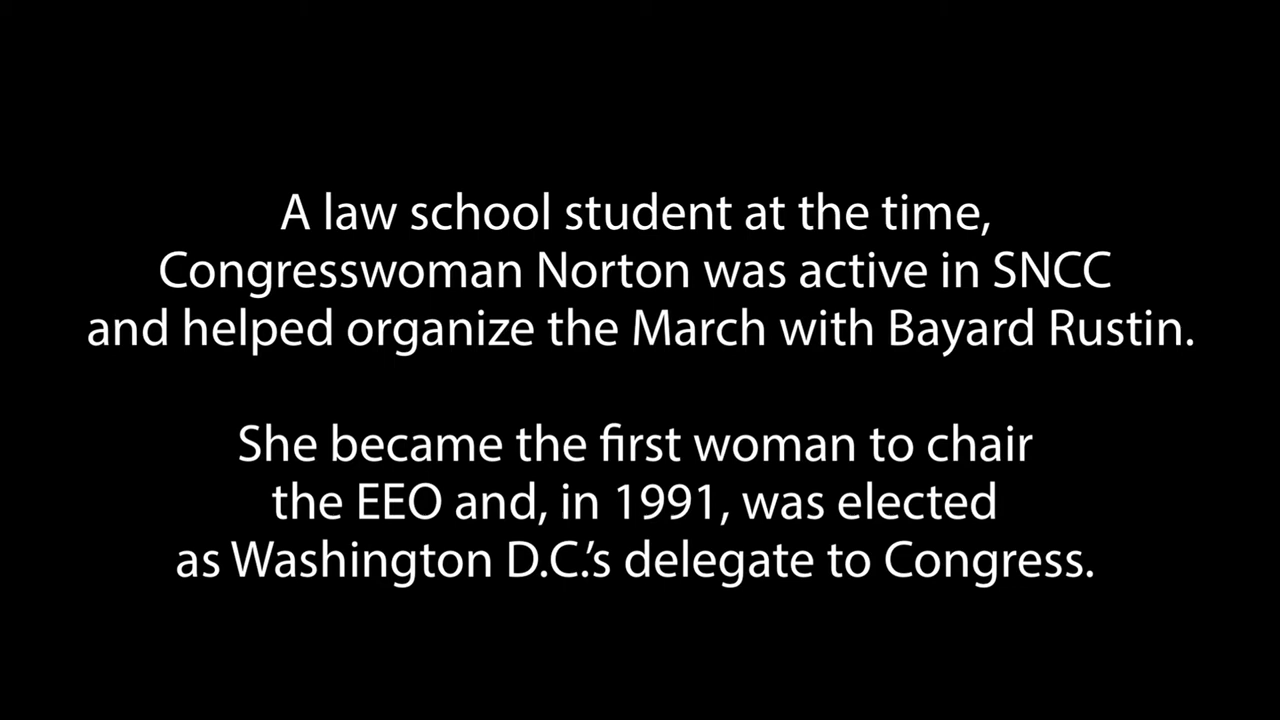 A law school student at the time,
Congresswoman Norton was active in SNCC
and helped organize the March with Bayard Rustin.
She became the first woman to chair
the EEO and, in 1991, was elected
as Washington D.C.'s delegate to Congress.